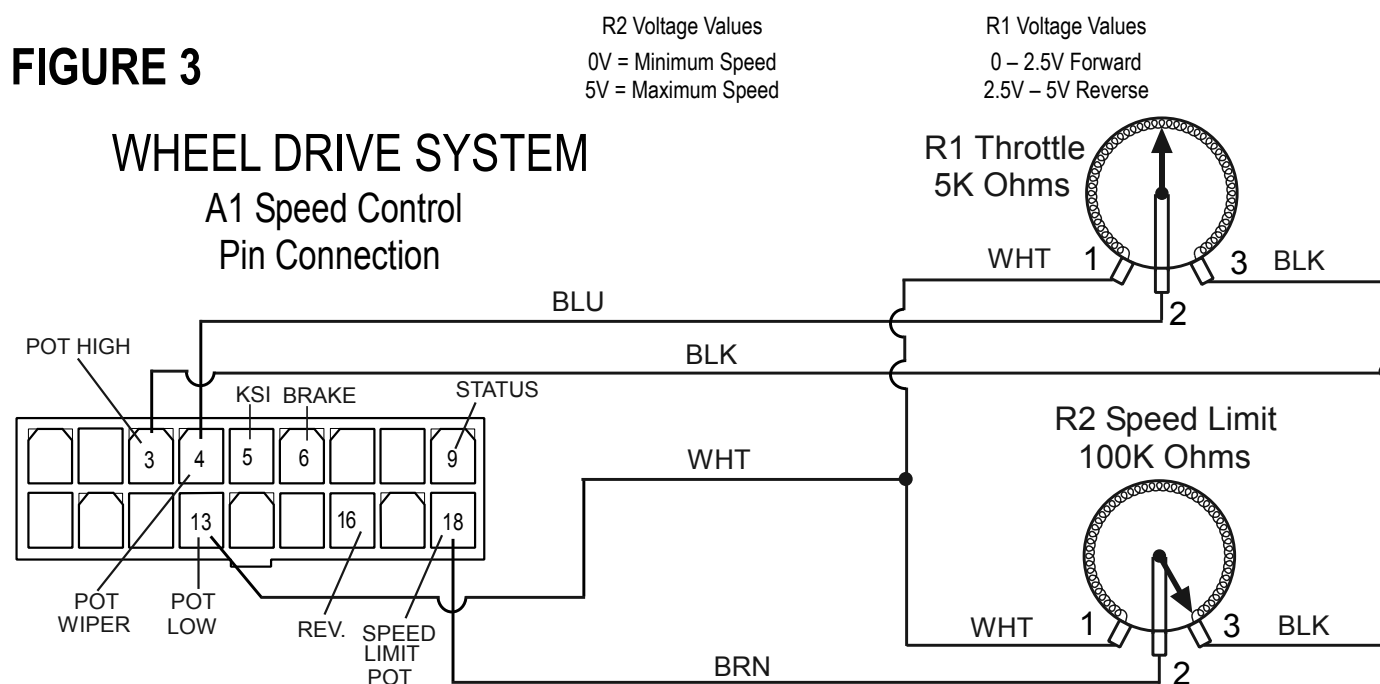 FIGURE 3
R2 Voltage Values
0V = Minimum Speed
5V = Maximum Speed
R1 Voltage Values
0 – 2.5V Forward
2.5V – 5V Reverse
WHEEL DRIVE SYSTEM
A1 Speed Control
Pin Connection
R1 Throttle
5K Ohms
WHT
1
3
BLK
2
BLU
POT HIGH
BLK
KSI
BRAKE
STATUS
3
4
5
6
9
WHT
R2 Speed Limit
100K Ohms
13
16
18
POT
WIPER
POT
LOW
REV.
SPEED
LIMIT
POT
WHT
1
3
BLK
2
BRN